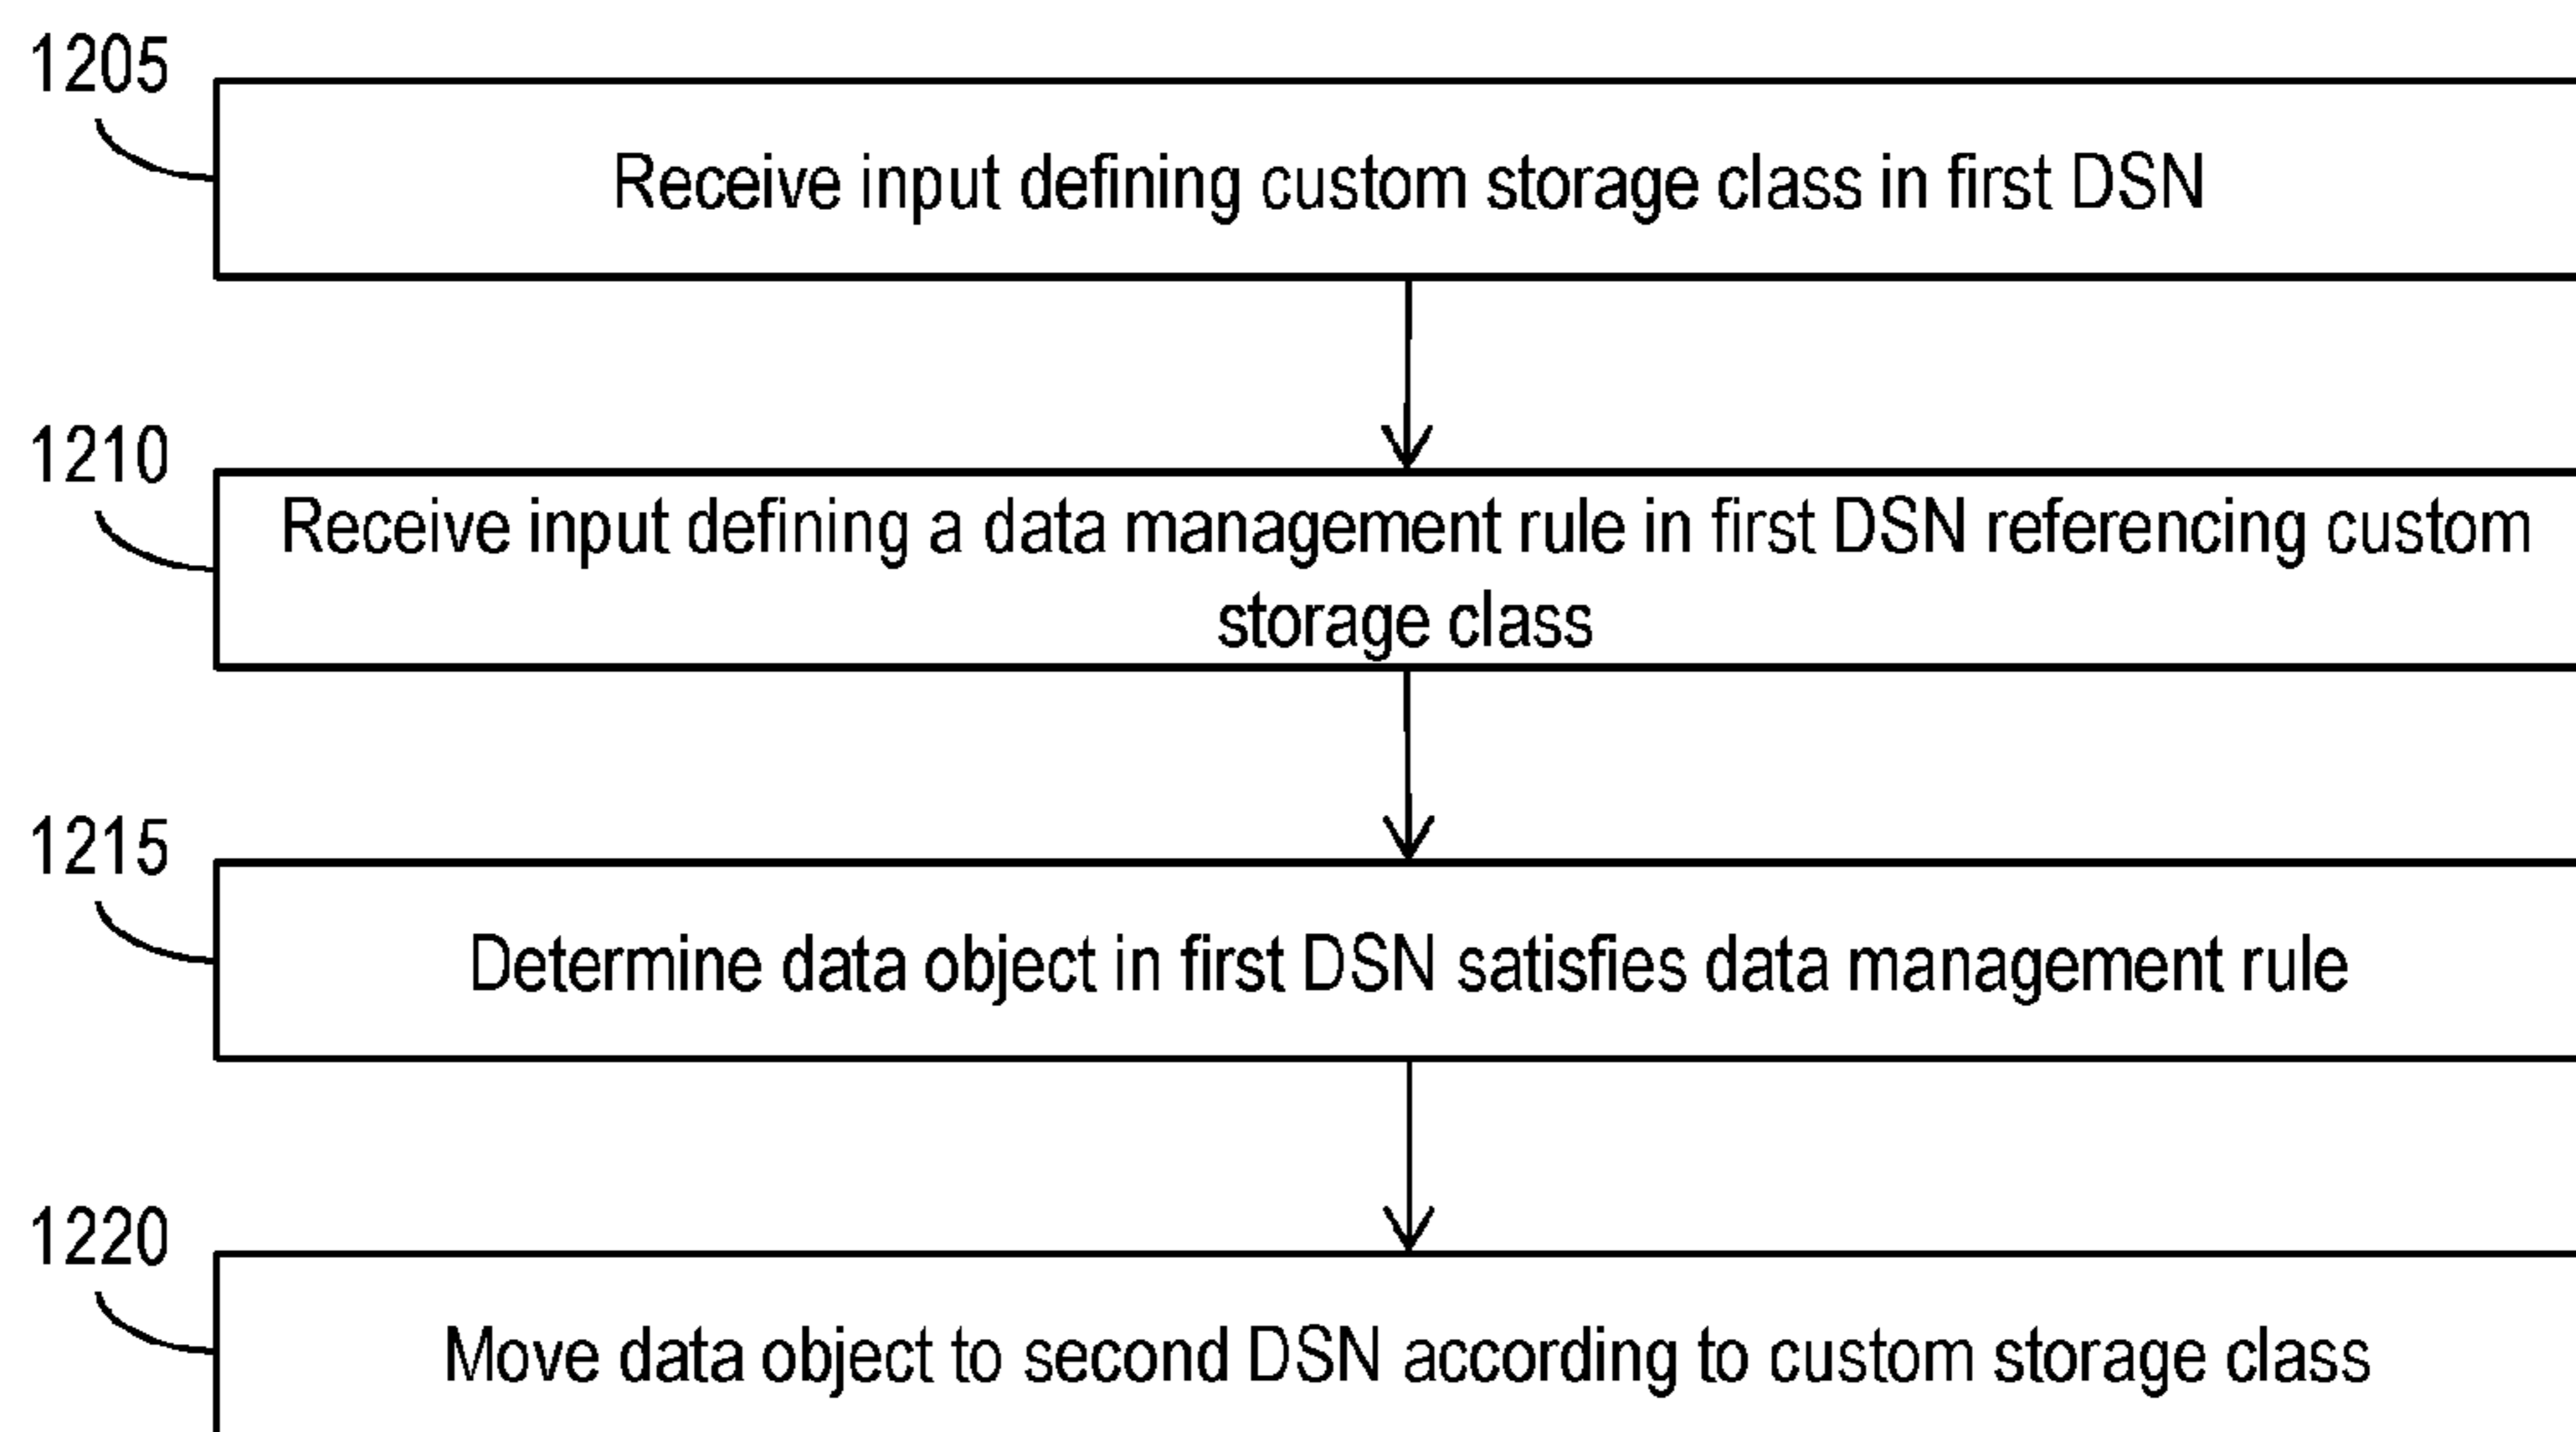 1205
Receive input defining custom storage class in first DSN
1210
Receive input defining a data management rule in first DSN referencing custom
storage class
1215
Determine data object in first DSN satisfies data management rule
1220
Move data object to second DSN according to custom storage class